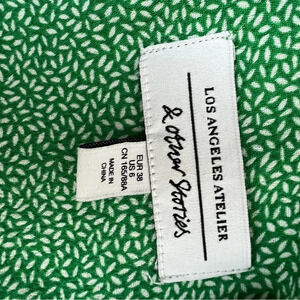 LOS ANGELES ATELIER
& other Stories
EUR 38
US 6
CN 165/88A
MADE IN
CHINA